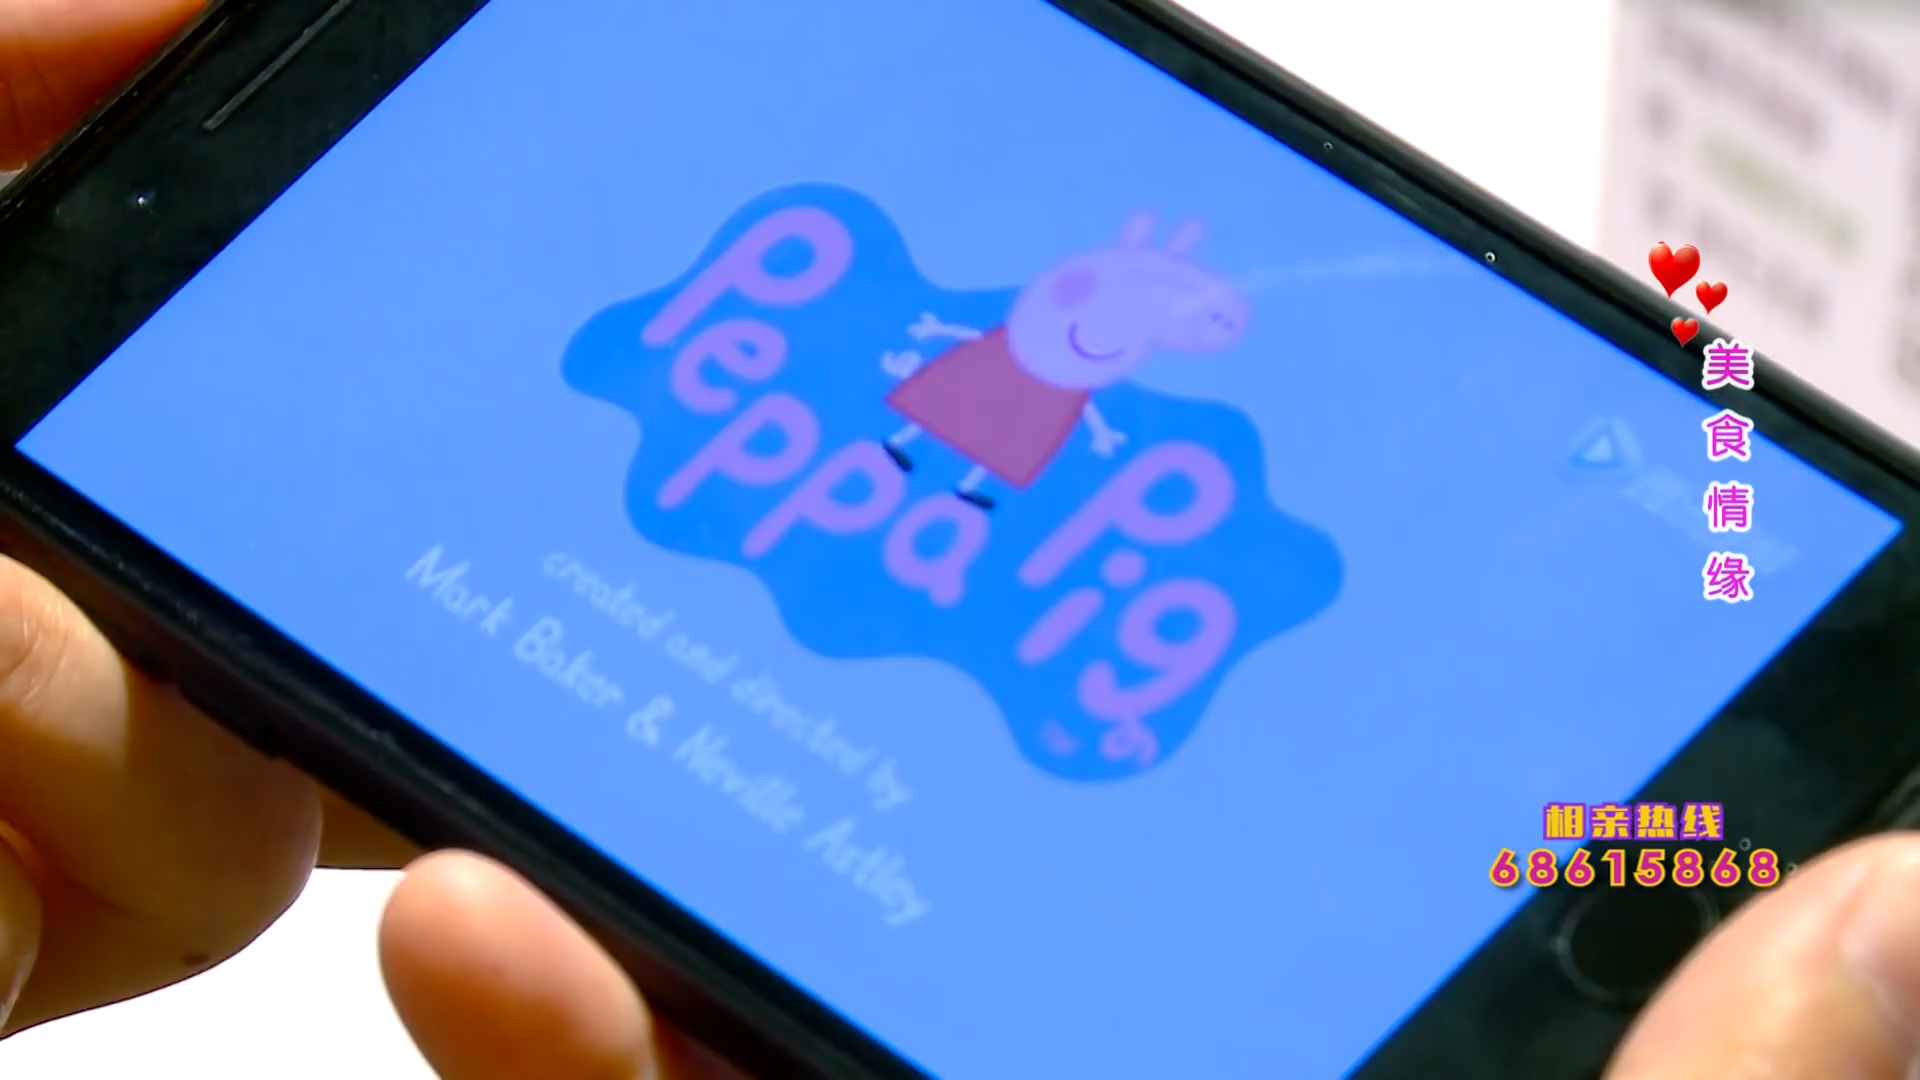 Peppa
Pig
created and directed by
Mark Baker & Neville Astley
美食情缘
相亲热线
68615868